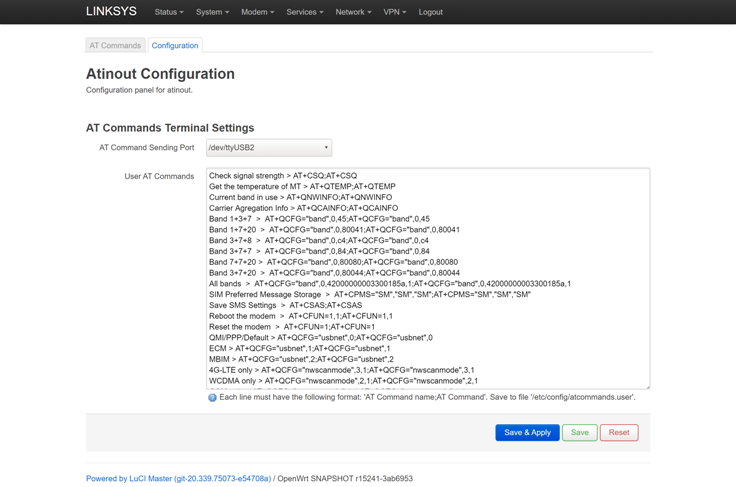 LINKSYS Status System Modem Services Network VPN Logout
AT Commands Configuration
Atinout Configuration
Configuration panel for atinout.
AT Commands Terminal Settings
AT Command Sending Port /dev/ttyUSB2
User AT Commands
Check signal strength > AT+CSQ;AT+CSQ
Get the temperature of MT > AT+QTEMP;AT+QTEMP
Current band in use > AT+QNWINFO;AT+QNWINFO
Carrier Agregation Info > AT+QCAINFO;AT+QCAINFO
Band 1+3+7 > AT+QCFG="band",0,45;AT+QCFG="band",0,45
Band 1+7+20 > AT+QCFG="band",0,80041;AT+QCFG="band",0,80041
Band 3+7+8 > AT+QCFG="band",0,c4;AT+QCFG="band",0,c4
Band 3+7+7 > AT+QCFG="band",0,84;AT+QCFG="band",0,84
Band 7+7+20 > AT+QCFG="band",0,80080;AT+QCFG="band",0,80080
Band 3+7+20 > AT+QCFG="band",0,80044;AT+QCFG="band",0,80044
All bands > AT+QCFG="band",0,42000000003300185a,1;AT+QCFG="band",0,42000000003300185a,1
SIM Preferred Message Storage > AT+CPMS="SM","SM","SM";AT+CPMS="SM","SM","SM"
Save SMS Settings > AT+CSAS;AT+CSAS
Reboot the modem > AT+CFUN=1,1;AT+CFUN=1,1
Reset the modem > AT+CFUN=1;AT+CFUN=1
QMI/PPP/Default > AT+QCFG="usbnet",0;AT+QCFG="usbnet",0
ECM > AT+QCFG="usbnet",1;AT+QCFG="usbnet",1
MBIM > AT+QCFG="usbnet",2;AT+QCFG="usbnet",2
4G-LTE only > AT+QCFG="nwscanmode",3,1;AT+QCFG="nwscanmode",3,1
WCDMA only > AT+QCFG="nwscanmode",2,1;AT+QCFG="nwscanmode",2,1
Each line must have the following format: 'AT Command name;AT Command'. Save to file '/etc/config/atcommands.user'.
Save & Apply Save Reset
Powered by LuCI Master (git-20.339.75073-e54708a) / OpenWrt SNAPSHOT r15241-3ab6953